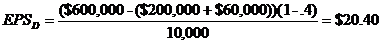 EPS_D = (($600,000 - ($200,000 + $60,000))(1 - .4)) / 10,000 = $20.40